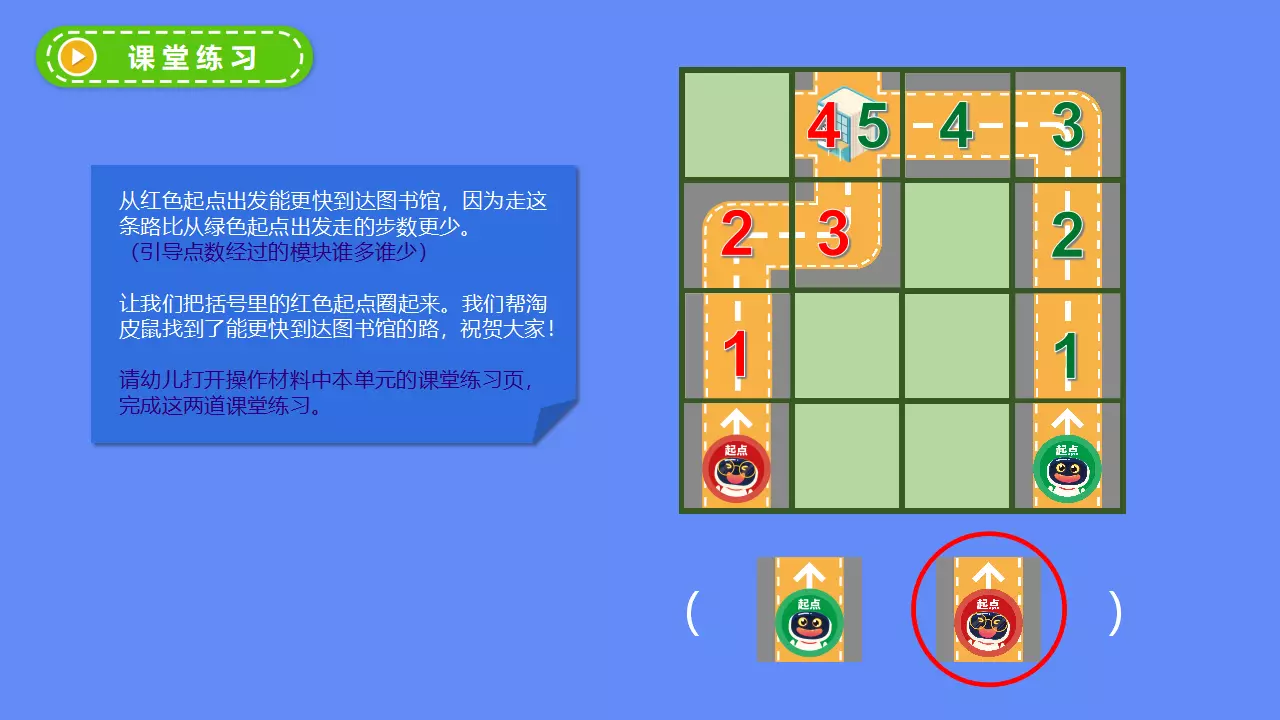 课堂练习
从红色起点出发能更快到达图书馆，因为走这
条路比从绿色起点出发走的步数更少。
（引导点数经过的模块谁多谁少）
让我们把括号里的红色起点圈起来。我们帮淘
皮鼠找到了能更快到达图书馆的路，祝贺大家！
请幼儿打开操作材料中本单元的课堂练习页，
完成这两道课堂练习。
4 5 4 3
2 3 2
1 1
起点 起点
( 起点 起点 )